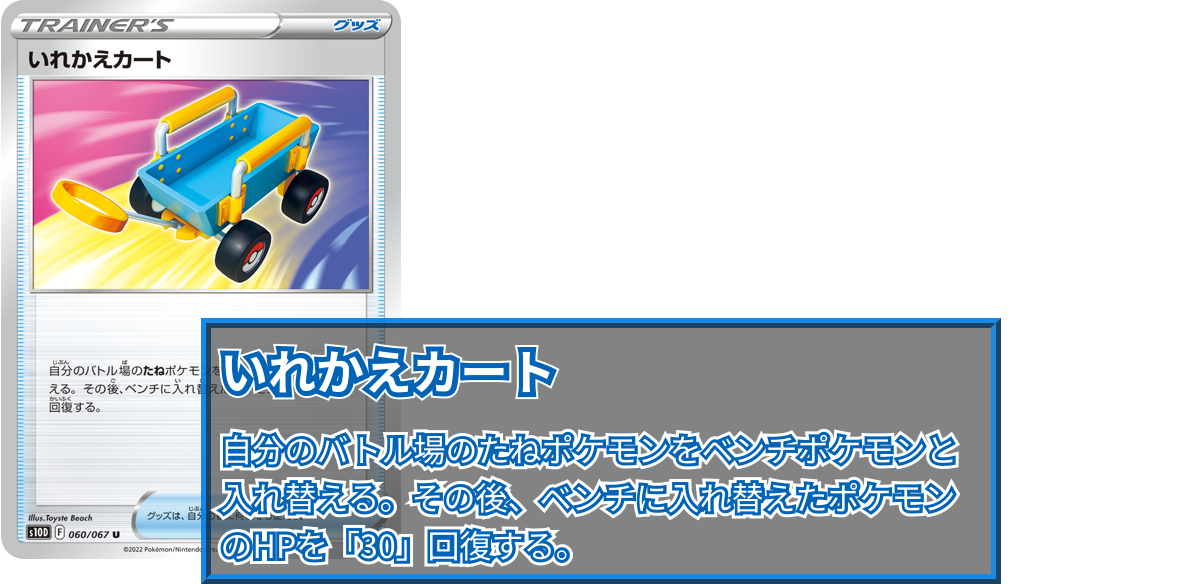 TRAINER'S グッズ
いれかえカート
自分のバトル場のたねポケモンを
える。その後、ベンチに入れ替えた
回復する。
グッズは、自分の
Illus.Toyste Beach
s10D F 060/067 U
©2022 Pokémon/Nintendo
いれかえカート
自分のバトル場のたねポケモンをベンチポケモンと
入れ替える。その後、ベンチに入れ替えたポケモン
のHPを「30」回復する。